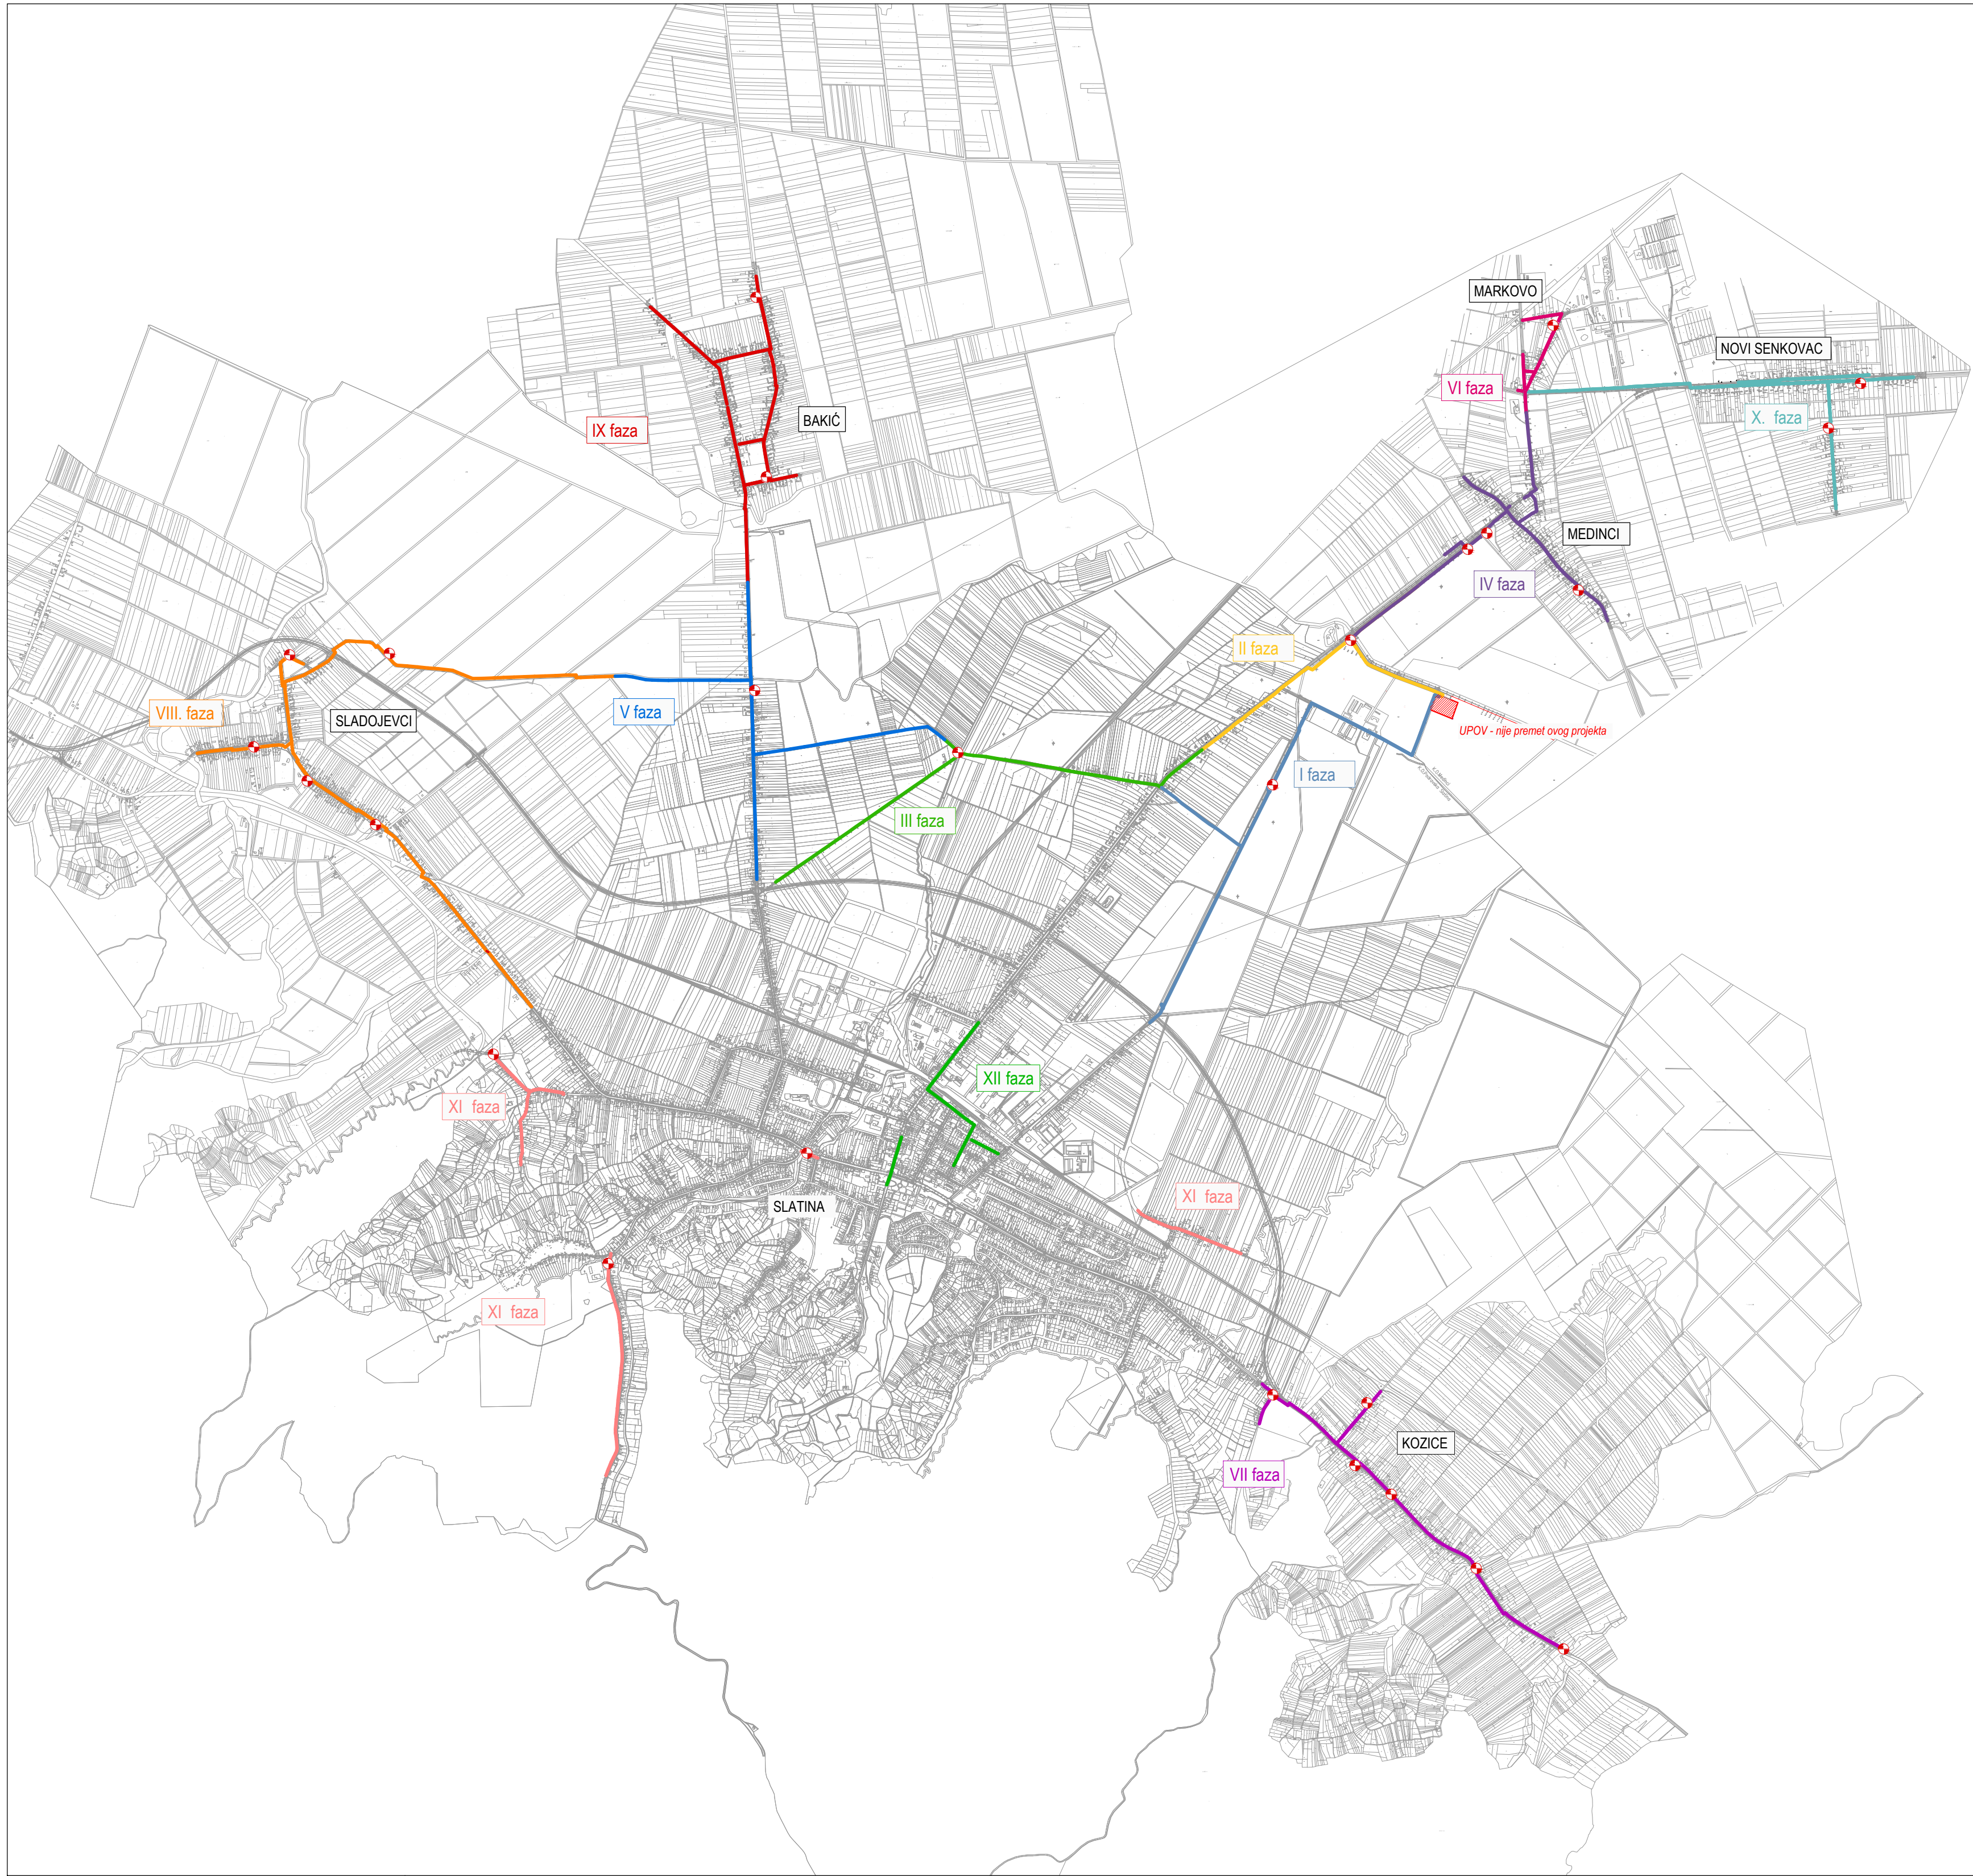 MARKOVO
NOVI SENKOVAC
VI faza
X. faza
BAKIĆ
IX faza
MEDINCI
IV faza
II faza
VIII. faza
SLADOJEVCI
V faza
UPOV - nije premet ovog projekta
I faza
III faza
XII faza
XI faza
SLATINA
XI faza
XI faza
KOZICE
VII faza